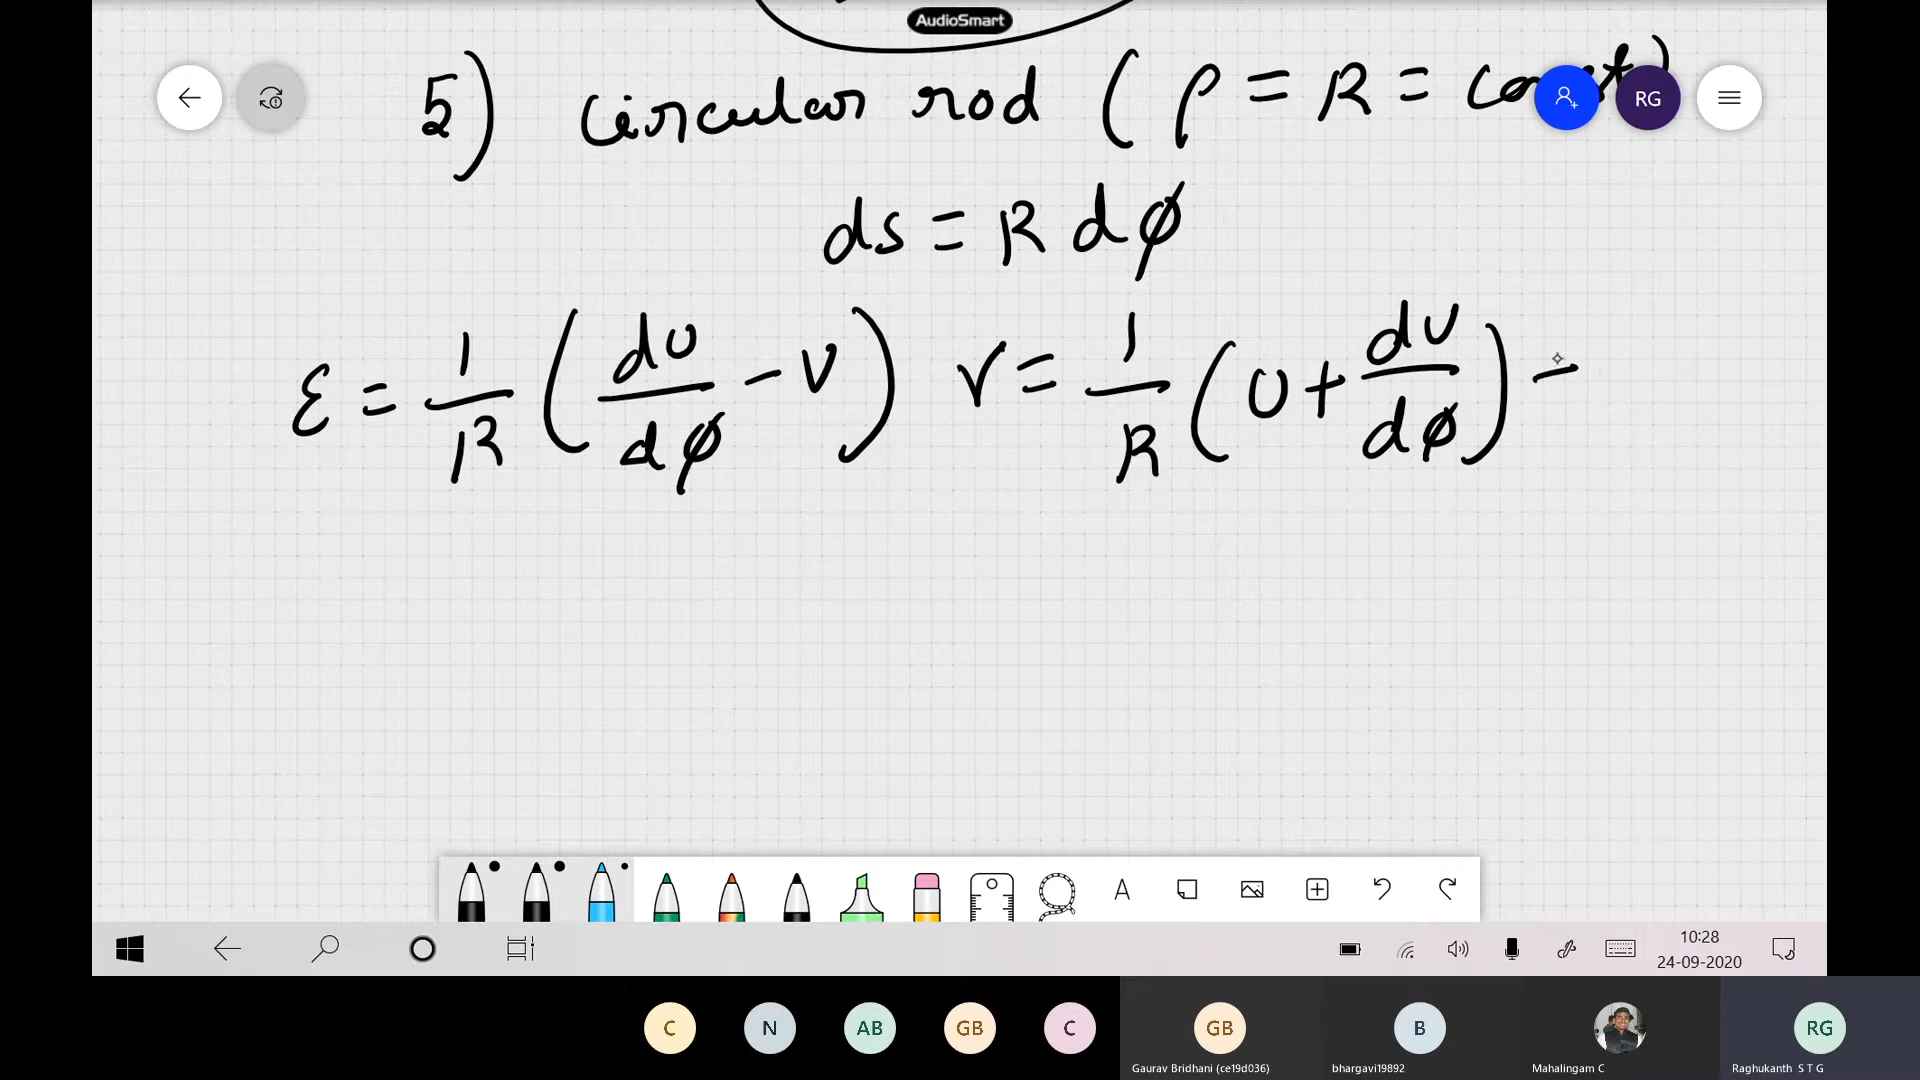 AudioSmart
5) circular rod (ρ = R = const)
RG
ds = R dϕ
ε = 1/R (du/dϕ - v) γ = 1/R (u + dv/dϕ) -
A
10:28
24-09-2020
C N AB GB C GB B RG
Gaurav Bridhani (ce19d036) bhargavi19892 Mahalingam C Raghukanth S T G